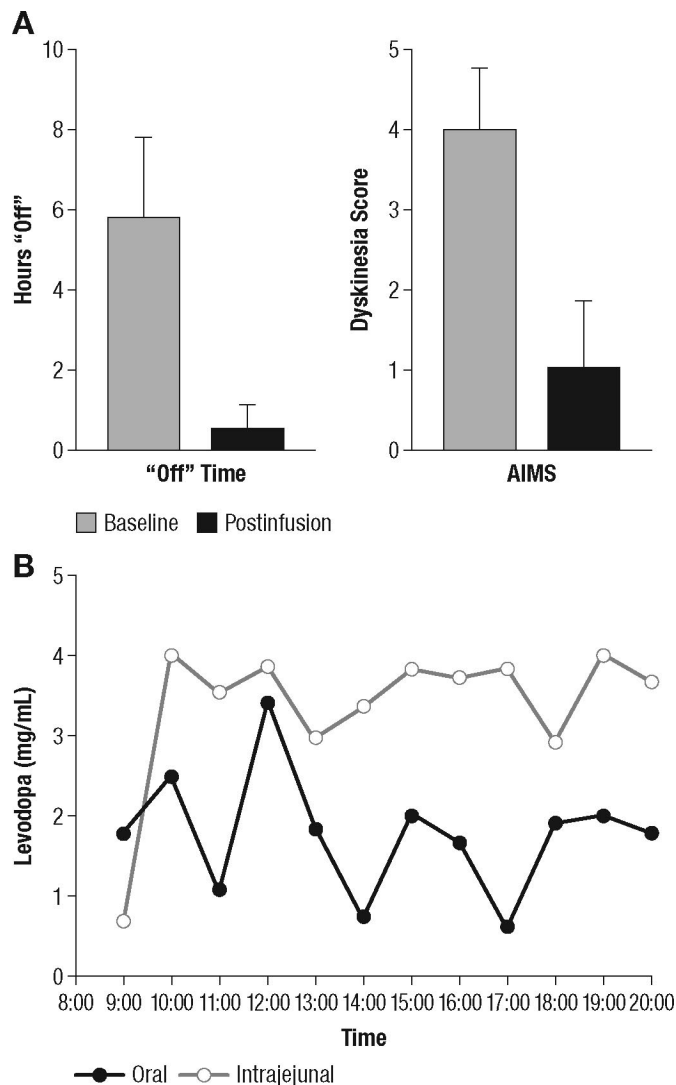 A
10
8
6
4
2
0
Hours “Off”
“Off” Time
5
4
3
2
1
0
Dyskinesia Score
AIMS
Baseline Postinfusion
B
5
4
3
2
1
0
Levodopa (mg/mL)
8:00 9:00 10:00 11:00 12:00 13:00 14:00 15:00 16:00 17:00 18:00 19:00 20:00
Time
Oral Intrajejunal